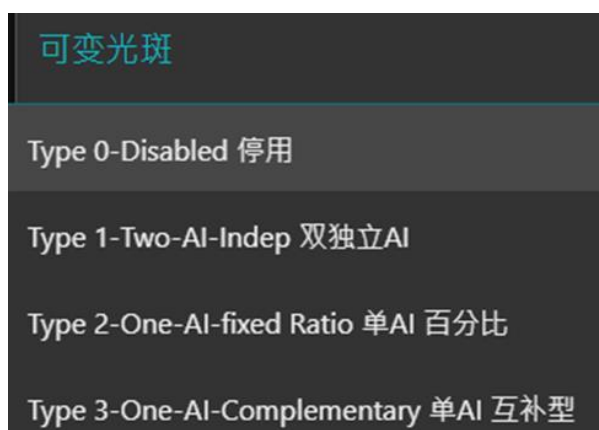 可变光斑
Type 0-Disabled 停用
Type 1-Two-AI-Indep 双独立AI
Type 2-One-AI-fixed Ratio 单AI 百分比
Type 3-One-AI-Complementary 单AI 互补型